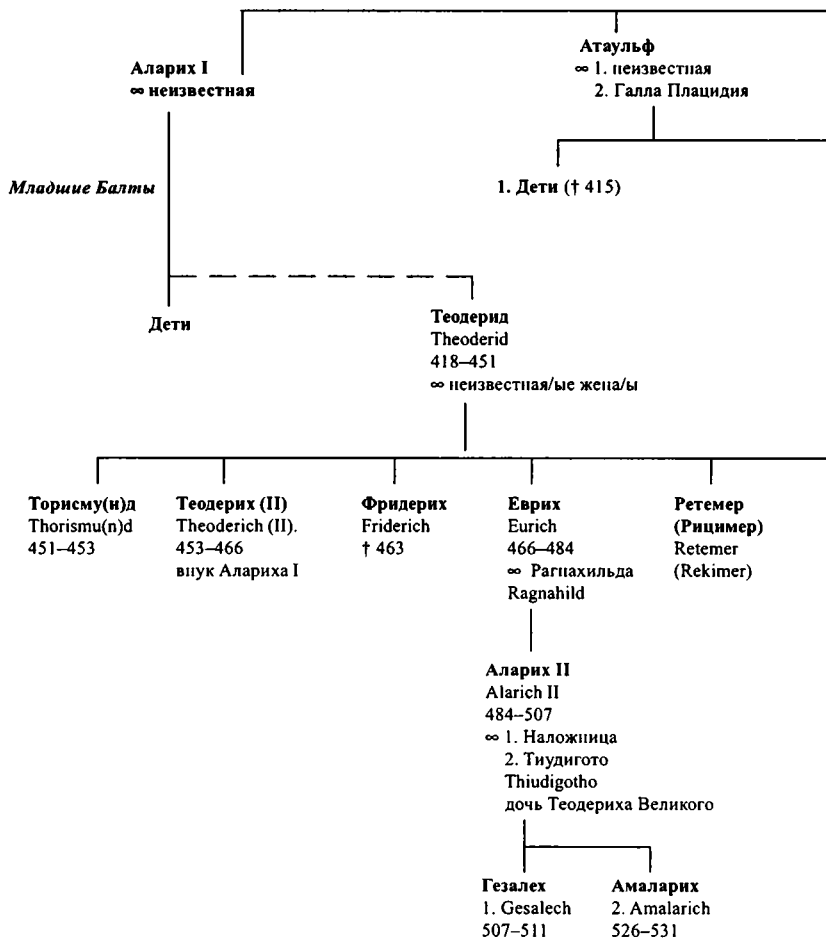 Атаульф
∞ 1. неизвестная
2. Галла Плацидия
Аларих I
∞ неизвестная
Младшие Балты
1. Дети († 415)
Дети
Теодерид
Theoderid
418–451
∞ неизвестная/ые жена/ы
Торисму(н)д
Thorismu(n)d
451–453
Теодерих (II)
Theoderich (II).
453–466
внук Алариха I
Фридерих
Friderich
† 463
Еврих
Eurich
466–484
∞ Рагнахильда
Ragnahild
Ретемер
(Рицимер)
Retemer
(Rekimer)
Аларих II
Alarich II
484–507
∞ 1. Наложница
2. Тиудигото
Thiudigotho
дочь Теодериха Великого
Гезалех
1. Gesalech
507–511
Амаларих
2. Amalarich
526–531